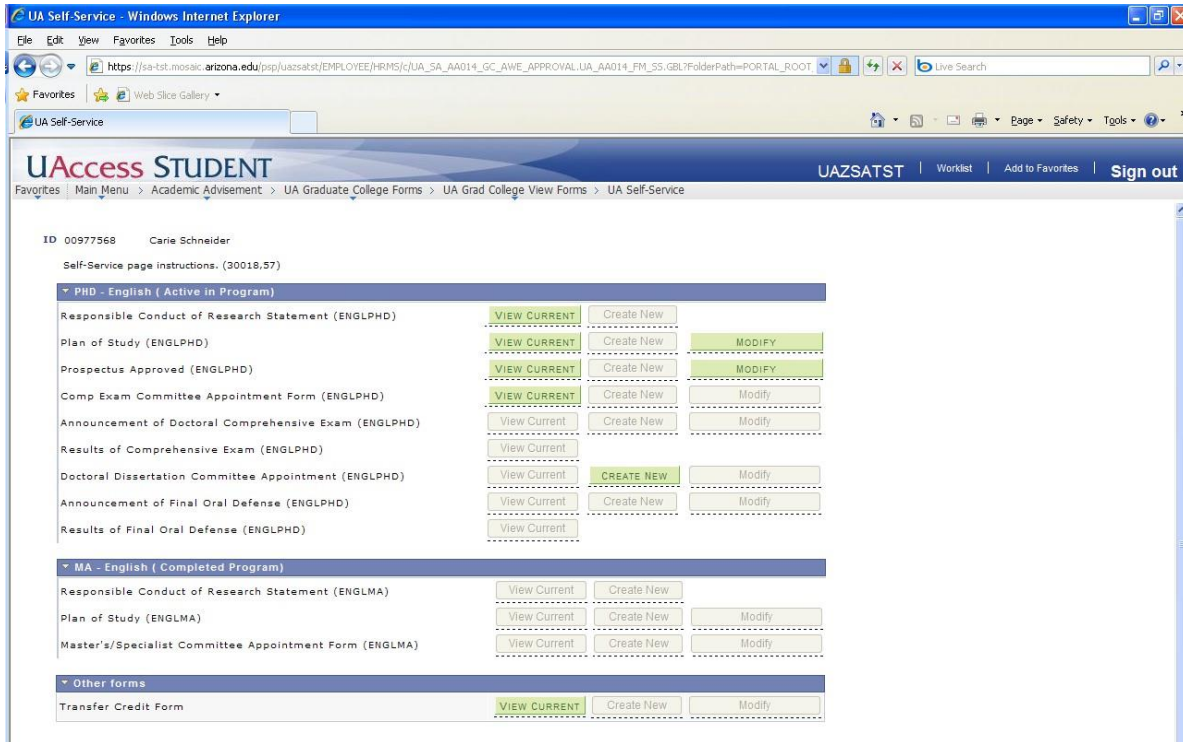 UA Self-Service - Windows Internet Explorer
File Edit View Favorites Tools Help
https://sa-tst.mosaic.arizona.edu/psp/uazsatst/EMPLOYEE/HRMS/c/UA_SA_AA014_GC_AWE_APPROVAL.UA_AA014_FM_SS.GBL?FolderPath=PORTAL_ROOT Live Search
Favorites Web Slice Gallery
UA Self-Service Page Safety Tools
UAccess STUDENT
UAZSATST | Worklist | Add to Favorites | Sign out
Favorites | Main Menu > Academic Advisement > UA Graduate College Forms > UA Grad College View Forms > UA Self-Service
ID 00977568 Carie Schneider
Self-Service page instructions. (30018,57)
PHD - English ( Active in Program)
Responsible Conduct of Research Statement (ENGLPHD) VIEW CURRENT Create New
Plan of Study (ENGLPHD) VIEW CURRENT Create New MODIFY
Prospectus Approved (ENGLPHD) VIEW CURRENT Create New MODIFY
Comp Exam Committee Appointment Form (ENGLPHD) VIEW CURRENT Create New Modify
Announcement of Doctoral Comprehensive Exam (ENGLPHD) View Current Create New Modify
Results of Comprehensive Exam (ENGLPHD) View Current
Doctoral Dissertation Committee Appointment (ENGLPHD) View Current CREATE NEW Modify
Announcement of Final Oral Defense (ENGLPHD) View Current Create New Modify
Results of Final Oral Defense (ENGLPHD) View Current
MA - English ( Completed Program)
Responsible Conduct of Research Statement (ENGLMA) View Current Create New
Plan of Study (ENGLMA) View Current Create New Modify
Master's/Specialist Committee Appointment Form (ENGLMA) View Current Create New Modify
Other forms
Transfer Credit Form VIEW CURRENT Create New Modify